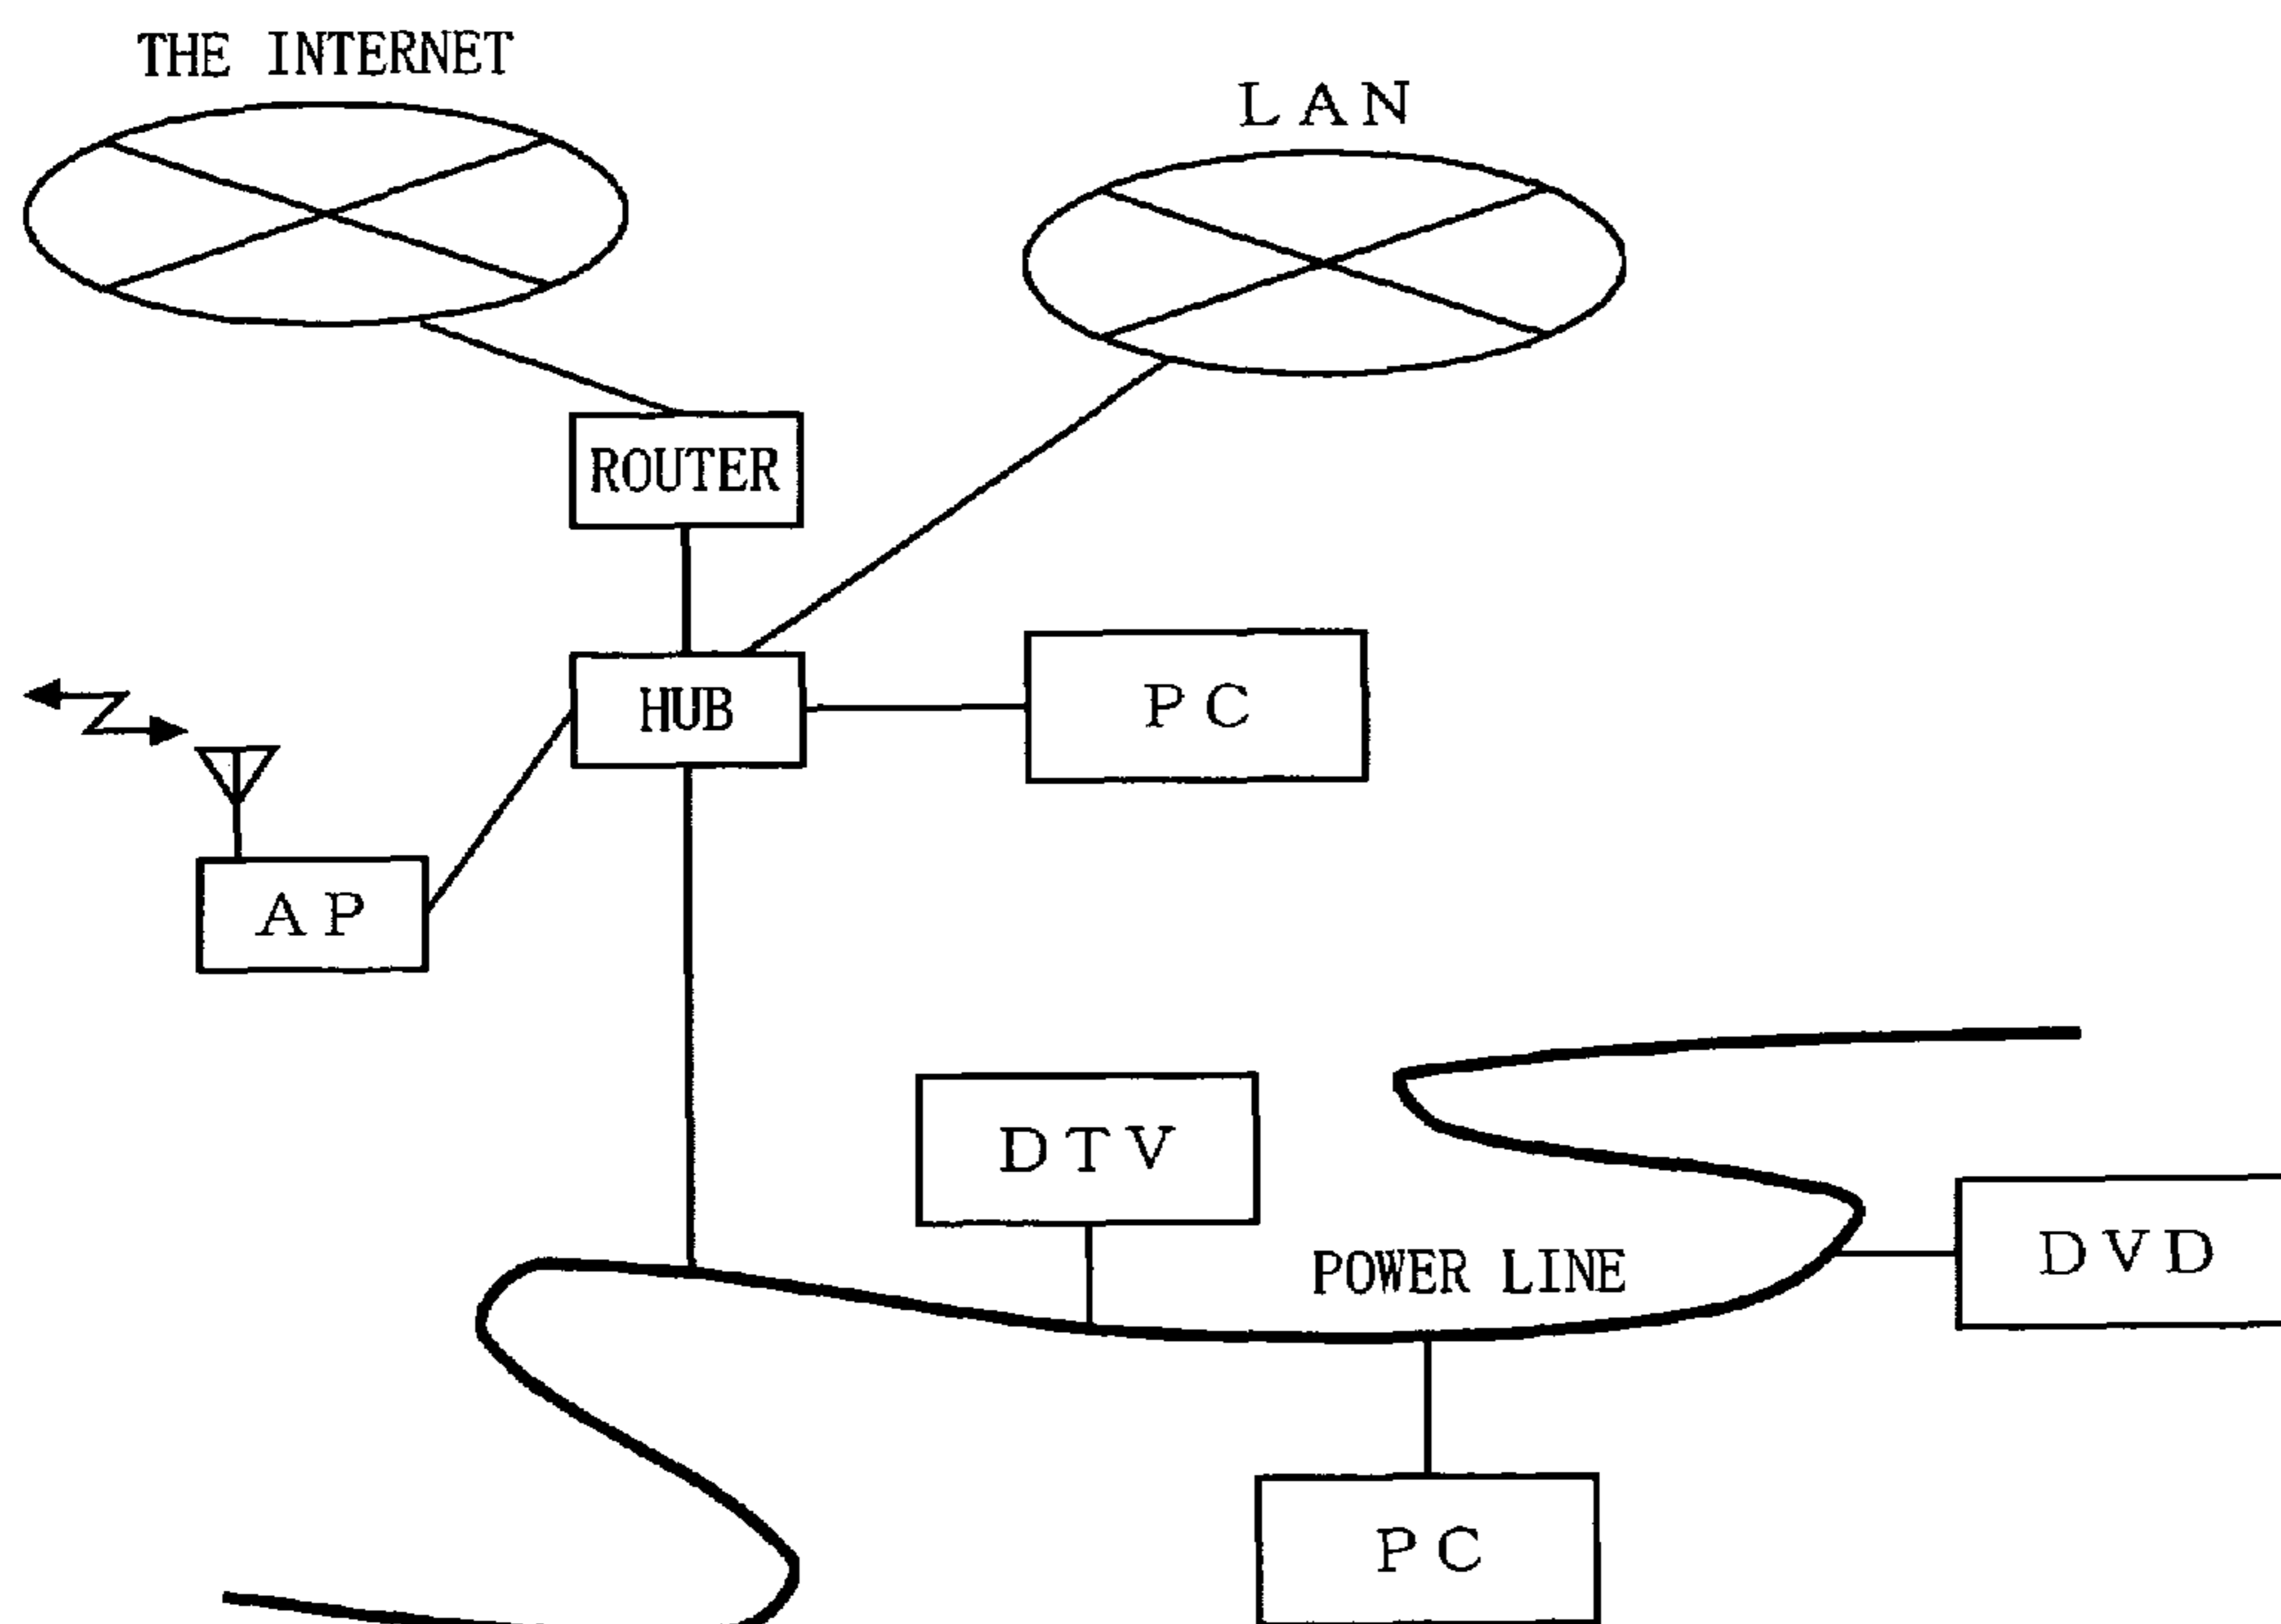 THE INTERNET
LAN
ROUTER
HUB
PC
AP
DTV
POWER LINE
DVD
PC